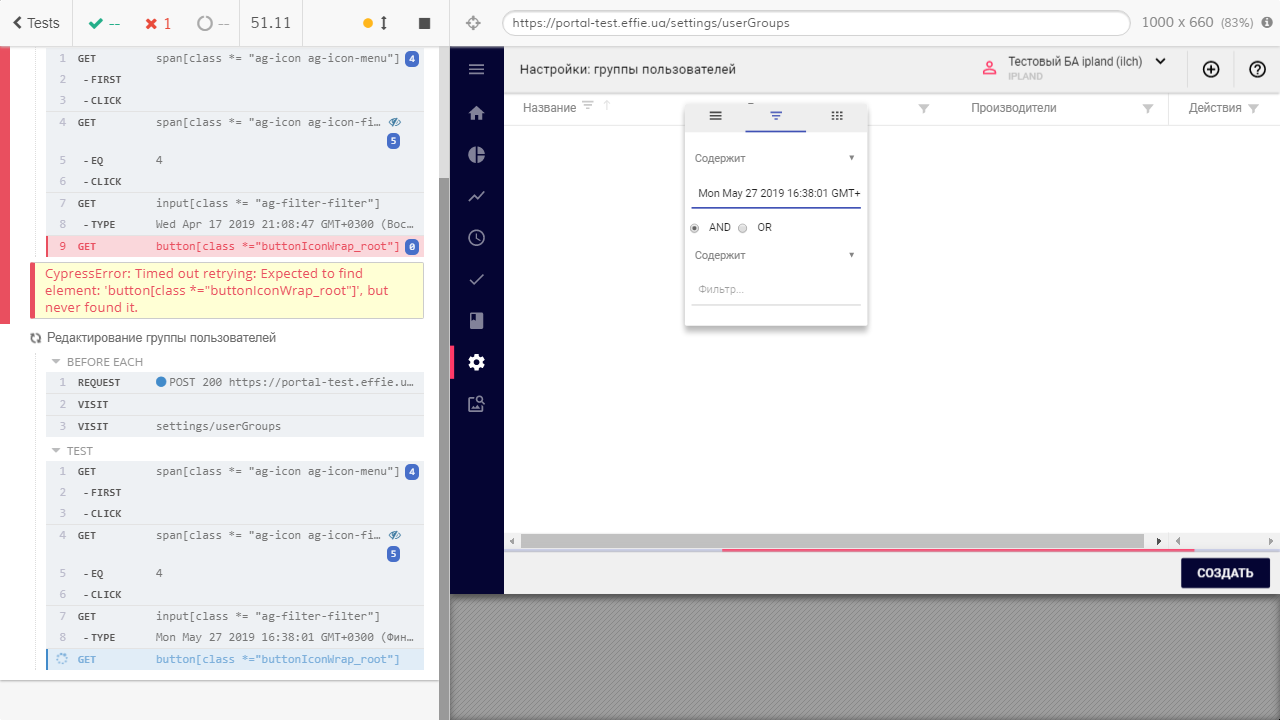 Tests
--
1
--
51.11
https://portal-test.effie.ua/settings/userGroups
1000 x 660 (83%)
1 GET span[class *= "ag-icon ag-icon-menu"] 4
2 -FIRST
3 -CLICK
4 GET span[class *= "ag-icon ag-icon-fi… 5
5 -EQ 4
6 -CLICK
7 GET input[class *= "ag-filter-filter"]
8 -TYPE Wed Apr 17 2019 21:08:47 GMT+0300 (Вос…
9 GET button[class *="buttonIconWrap_root"] 0
CypressError: Timed out retrying: Expected to find
element: 'button[class *="buttonIconWrap_root"]', but
never found it.
Редактирование группы пользователей
BEFORE EACH
1 REQUEST POST 200 https://portal-test.effie.u…
2 VISIT
3 VISIT settings/userGroups
TEST
1 GET span[class *= "ag-icon ag-icon-menu"] 4
2 -FIRST
3 -CLICK
4 GET span[class *= "ag-icon ag-icon-fi… 5
5 -EQ 4
6 -CLICK
7 GET input[class *= "ag-filter-filter"]
8 -TYPE Mon May 27 2019 16:38:01 GMT+0300 (Фин…
GET button[class *="buttonIconWrap_root"]
Настройки: группы пользователей
Тестовый БА ipland (ilch)
IPLAND
Название
Производители
Действия
Содержит
Mon May 27 2019 16:38:01 GMT+
AND OR
Содержит
Фильтр...
СОЗДАТЬ